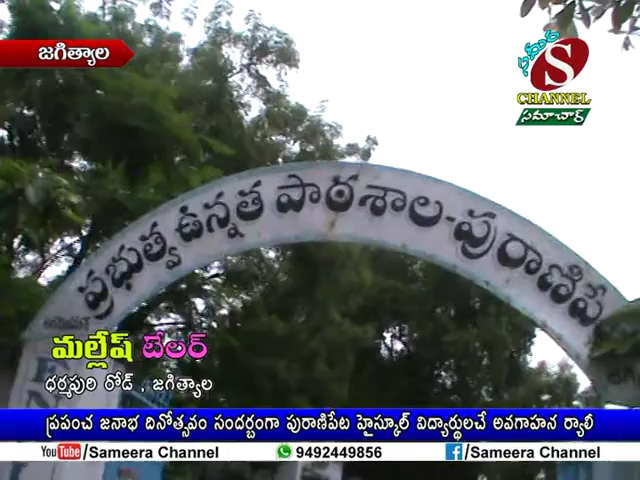 జగిత్యాల
సమీర
S
CHANNEL
సమాచార్
ప్రభుత్వ ఉన్నత పాఠశాల-పురాణిపే
మల్లేష్ టేలర్
ధర్మపురి రోడ్ , జగిత్యాల
ప్రపంచ జనాభ దినోత్సవం సందర్బంగా పురాణిపేట హైస్కూల్ విద్యార్థులచే అవగాహన ర్యాలీ
YouTube /Sameera Channel 9492449856 f/Sameera Channel